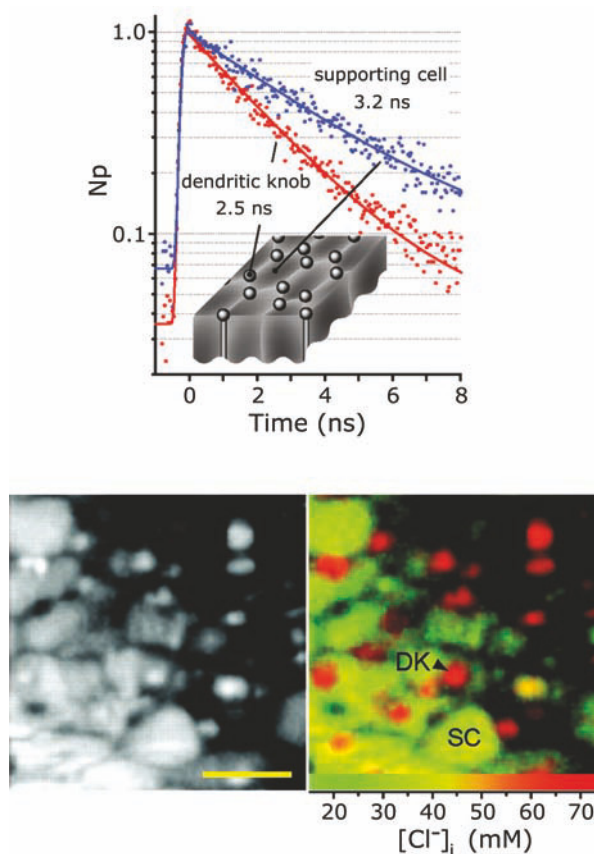 1.0
supporting cell
3.2 ns
Np
dendritic knob
2.5 ns
0.1
0 2 4 6 8
Time (ns)
DK
SC
20 30 40 50 60 70
[Cl⁻]ᵢ (mM)